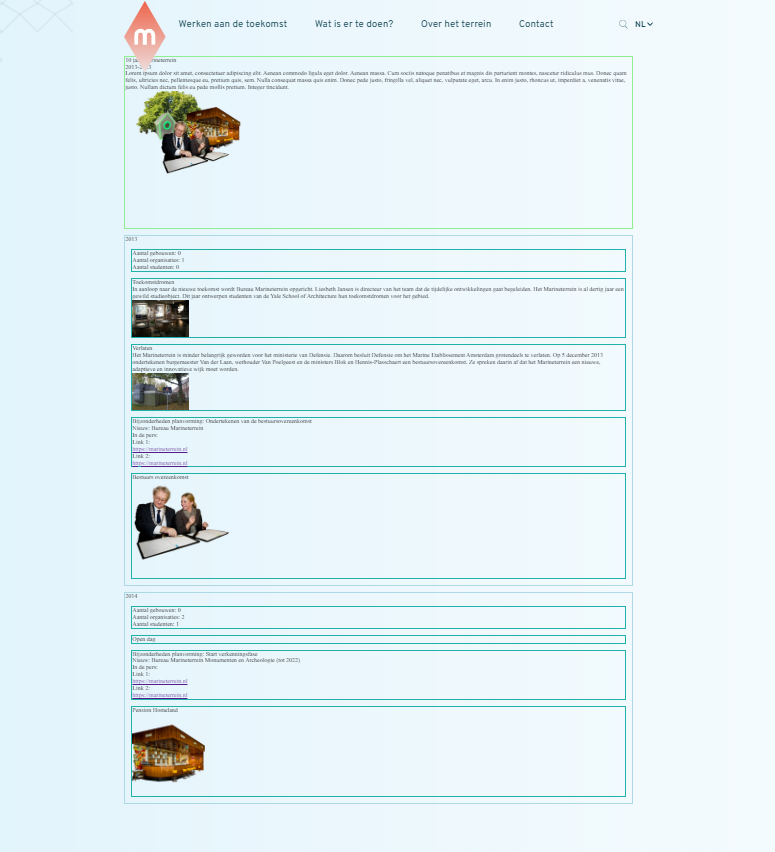 m
Werken aan de toekomst Wat is er te doen? Over het terrein Contact NL
10 jaar Marineterrein
2013-2023
Lorem ipsum dolor sit amet, consectetuer adipiscing elit. Aenean commodo ligula eget dolor. Aenean massa. Cum sociis natoque penatibus et magnis dis parturient montes, nascetur ridiculus mus. Donec quam
felis, ultricies nec, pellentesque eu, pretium quis, sem. Nulla consequat massa quis enim. Donec pede justo, fringilla vel, aliquet nec, vulputate eget, arcu. In enim justo, rhoncus ut, imperdiet a, venenatis vitae,
justo. Nullam dictum felis eu pede mollis pretium. Integer tincidunt.
2013
Aantal gebouwen: 0
Aantal organisaties: 1
Aantal studenten: 0
Toekomstdromen
In aanloop naar de nieuwe toekomst wordt Bureau Marineterrein opgericht. Liesbeth Jansen is directeur van het team dat de tijdelijke ontwikkelingen gaat begeleiden. Het Marineterrein is al dertig jaar een
gewild studieobject. Dit jaar ontwerpen studenten van de Yale School of Architecture hun toekomstdromen voor het gebied.
Verlaten
Het Marineterrein is minder belangrijk geworden voor het ministerie van Defensie. Daarom besluit Defensie om het Marine Etablissement Amsterdam grotendeels te verlaten. Op 5 december 2013
ondertekenen burgemeester Van der Laan, wethouder Van Poelgeest en de ministers Blok en Hennis-Plasschaert een bestuursovereenkomst. Ze spreken daarin af dat het Marineterrein een nieuwe,
adaptieve en innovatieve wijk moet worden.
Bijzonderheden planvorming: Ondertekenen van de bestuursovereenkomst
Nieuws: Bureau Marineterrein
In de pers:
Link 1:
https://marineterrein.nl
Link 2:
https://marineterrein.nl
Bestuurs overeenkomst
2014
Aantal gebouwen: 0
Aantal organisaties: 2
Aantal studenten: 1
Open dag
Bijzonderheden planvorming: Start verkenningsfase
Nieuws: Bureau Marineterrein Monumenten en Archeologie (tot 2022)
In de pers:
Link 1:
https://marineterrein.nl
Link 2:
https://marineterrein.nl
Pension Homeland